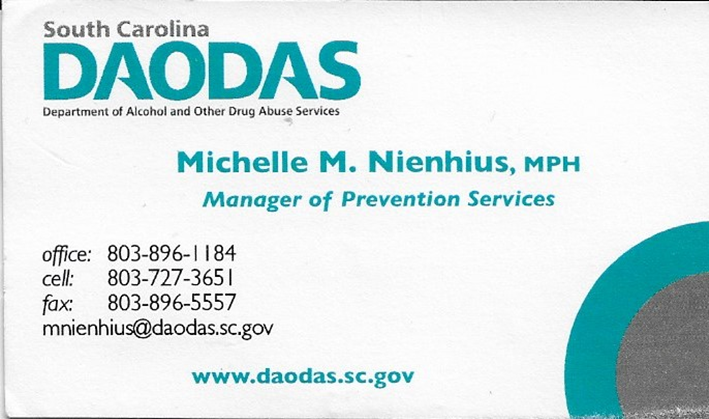 South Carolina
DAODAS
Department of Alcohol and Other Drug Abuse Services
Michelle M. Nienhius, MPH
Manager of Prevention Services
office: 803-896-1184
cell: 803-727-3651
fax: 803-896-5557
mnienhius@daodas.sc.gov
www.daodas.sc.gov